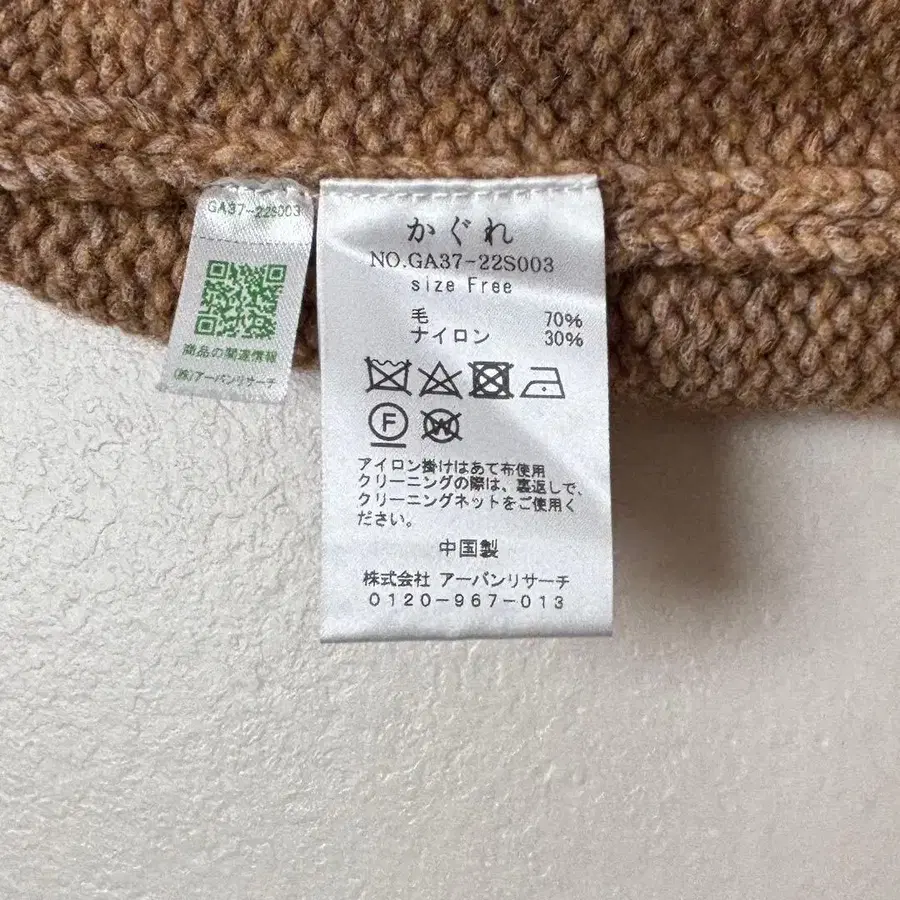 GA37-22S003
商品の関連情報
(株)アーバンリサーチ
かぐれ
NO.GA37-22S003
size Free
毛 70%
ナイロン 30%
F
W
アイロン掛けはあて布使用
クリーニングの際は、裏返しで、
クリーニングネットをご使用く
ださい。
中国製
株式会社 アーバンリサーチ
0120-967-013